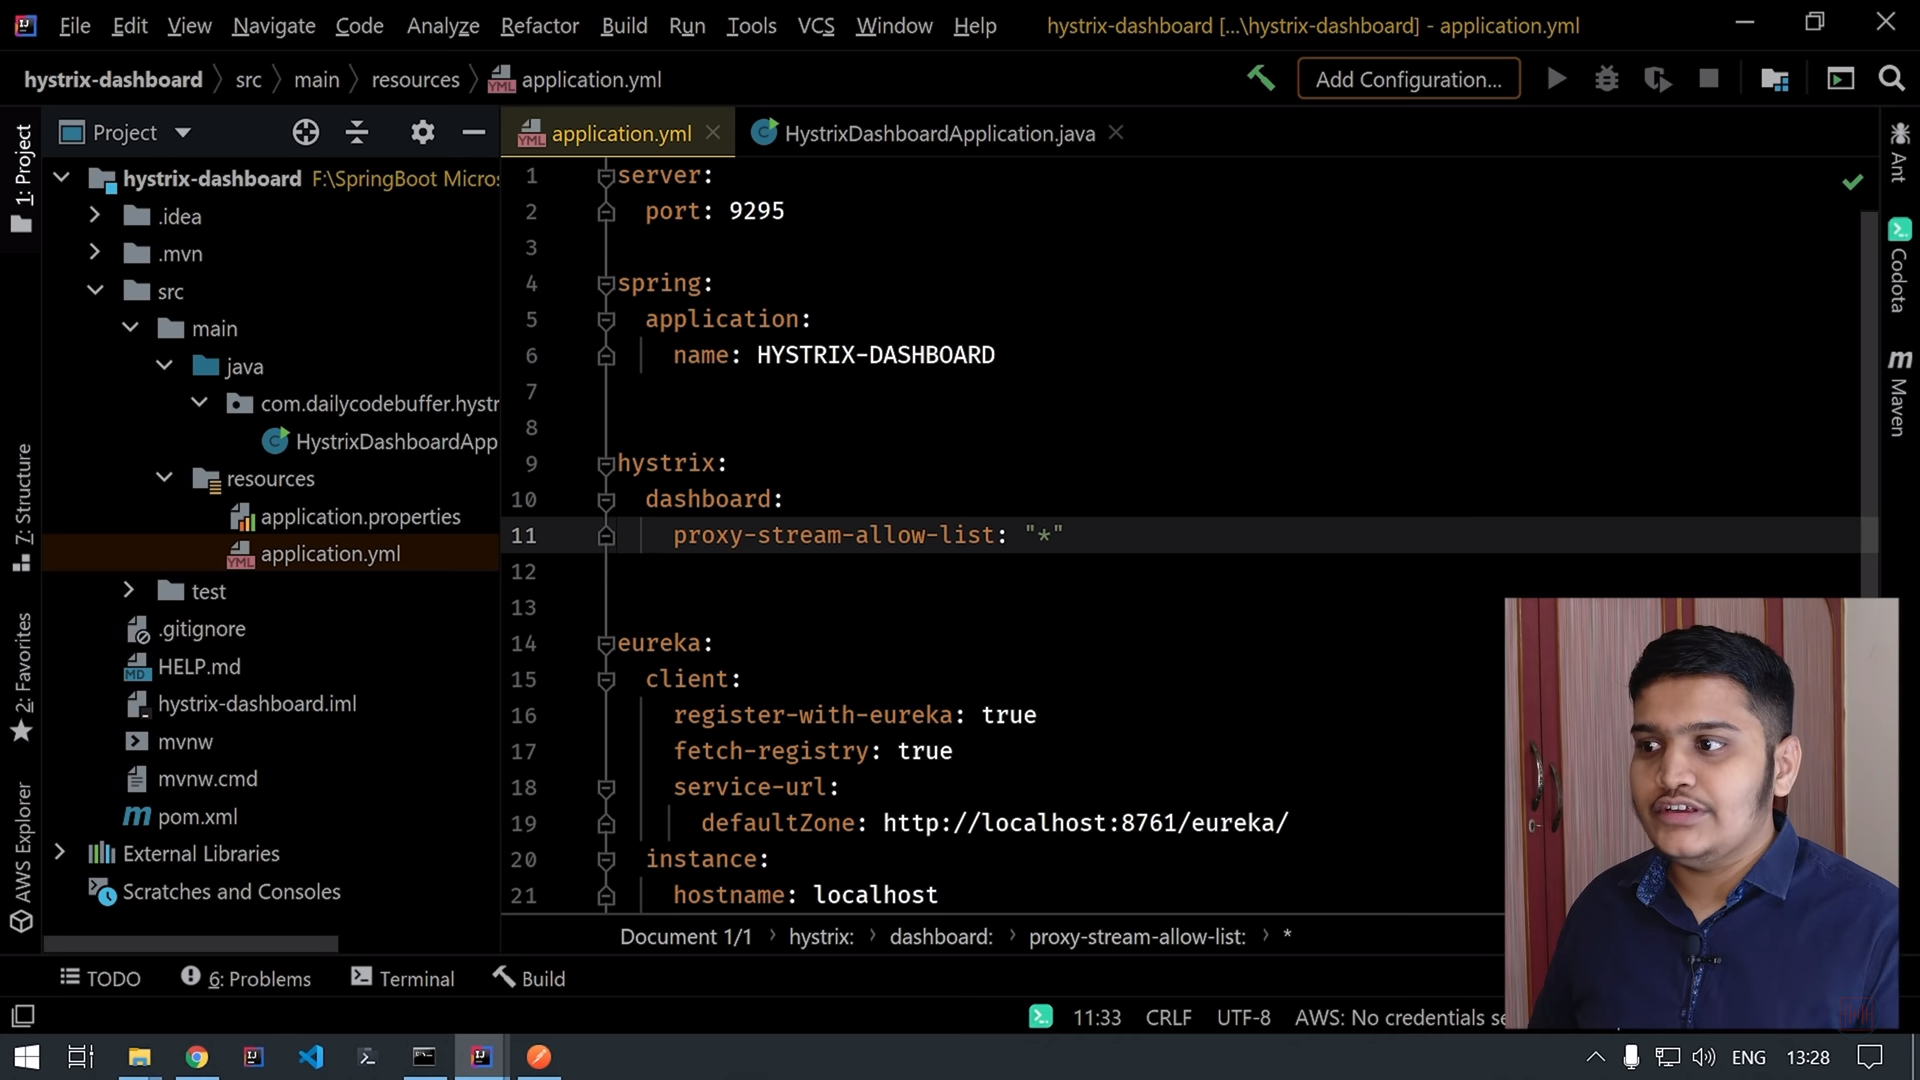 File Edit View Navigate Code Analyze Refactor Build Run Tools VCS Window Help hystrix-dashboard [...\hystrix-dashboard] - application.yml
hystrix-dashboard src main resources application.yml Add Configuration...
Project
application.yml
HystrixDashboardApplication.java
hystrix-dashboard F:\SpringBoot Micros
.idea
.mvn
src
main
java
com.dailycodebuffer.hystr
HystrixDashboardApp
resources
application.properties
application.yml
test
.gitignore
HELP.md
hystrix-dashboard.iml
mvnw
mvnw.cmd
pom.xml
External Libraries
Scratches and Consoles
1: Project
7: Structure
2: Favorites
AWS Explorer
1 server:
2 port: 9295
3
4 spring:
5 application:
6 name: HYSTRIX-DASHBOARD
7
8
9 hystrix:
10 dashboard:
11 proxy-stream-allow-list: "*"
12
13
14 eureka:
15 client:
16 register-with-eureka: true
17 fetch-registry: true
18 service-url:
19 defaultZone: http://localhost:8761/eureka/
20 instance:
21 hostname: localhost
Ant
Codota
Maven
Document 1/1 hystrix: dashboard: proxy-stream-allow-list: *
TODO 6: Problems Terminal Build
11:33 CRLF UTF-8 AWS: No credentials se
ENG 13:28